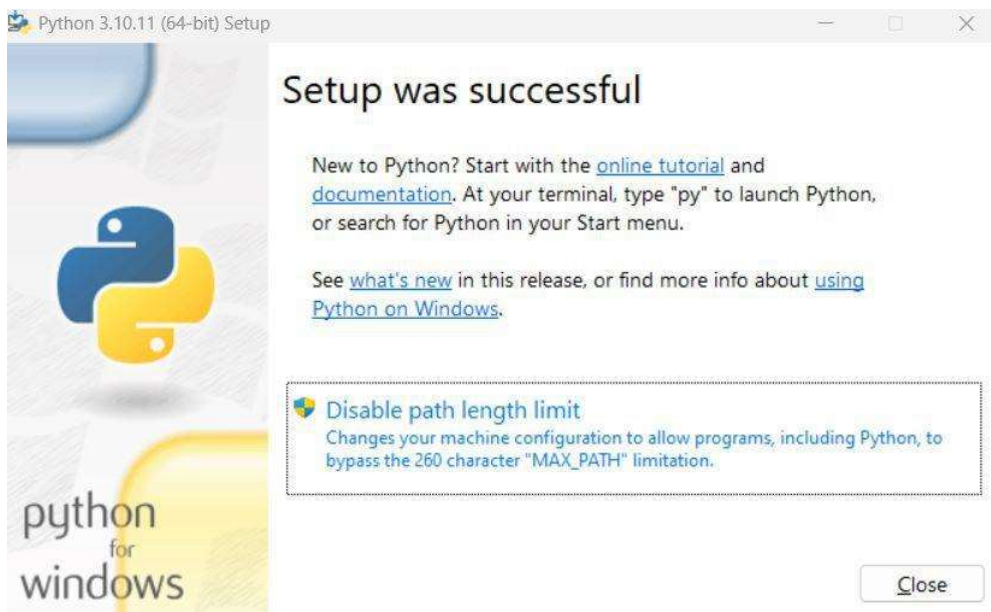 Python 3.10.11 (64-bit) Setup
Setup was successful
New to Python? Start with the online tutorial and
documentation. At your terminal, type "py" to launch Python,
or search for Python in your Start menu.
See what's new in this release, or find more info about using
Python on Windows.
Disable path length limit
Changes your machine configuration to allow programs, including Python, to
bypass the 260 character "MAX_PATH" limitation.
python
for
windows
Close